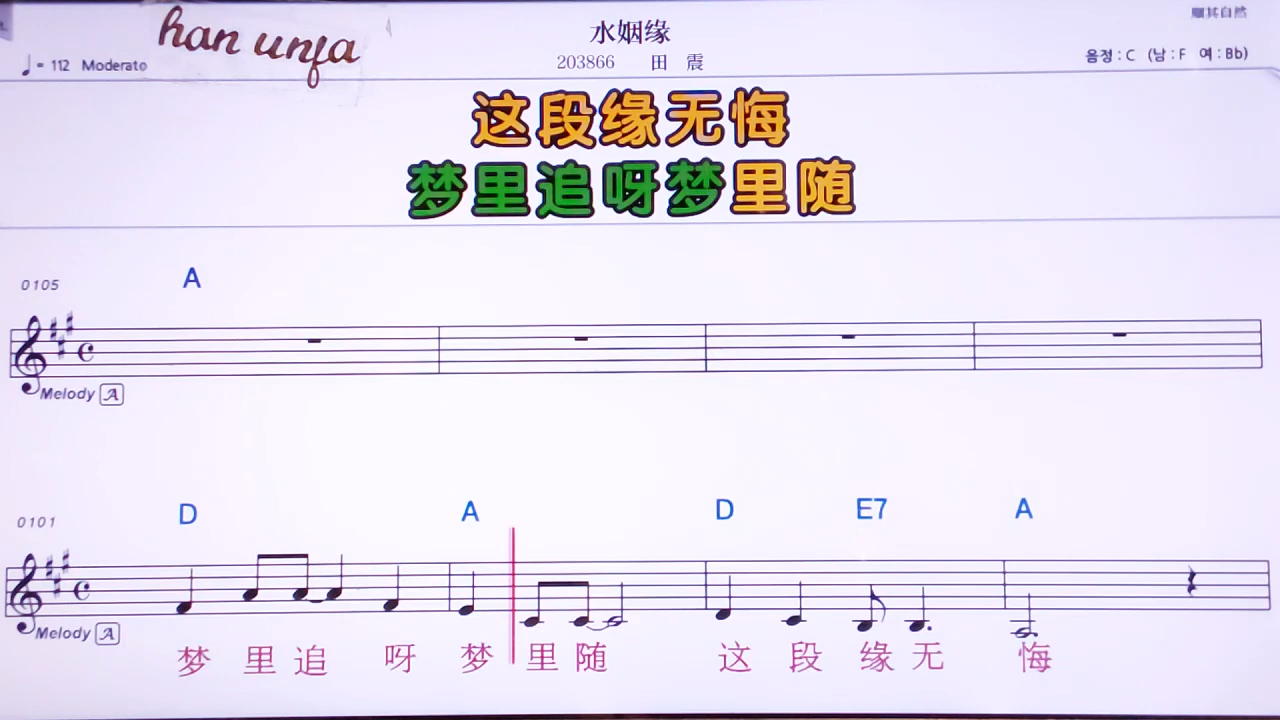 han unfa
水姻缘
♩= 112 Moderato
203866 田 震
음정 : C (남 : F 여 : Bb)
这段缘无悔
梦里追呀梦里随
0105
A
Melody A
0101
D A D E7 A
Melody A
梦 里 追 呀 梦 里 随 这 段 缘 无 悔